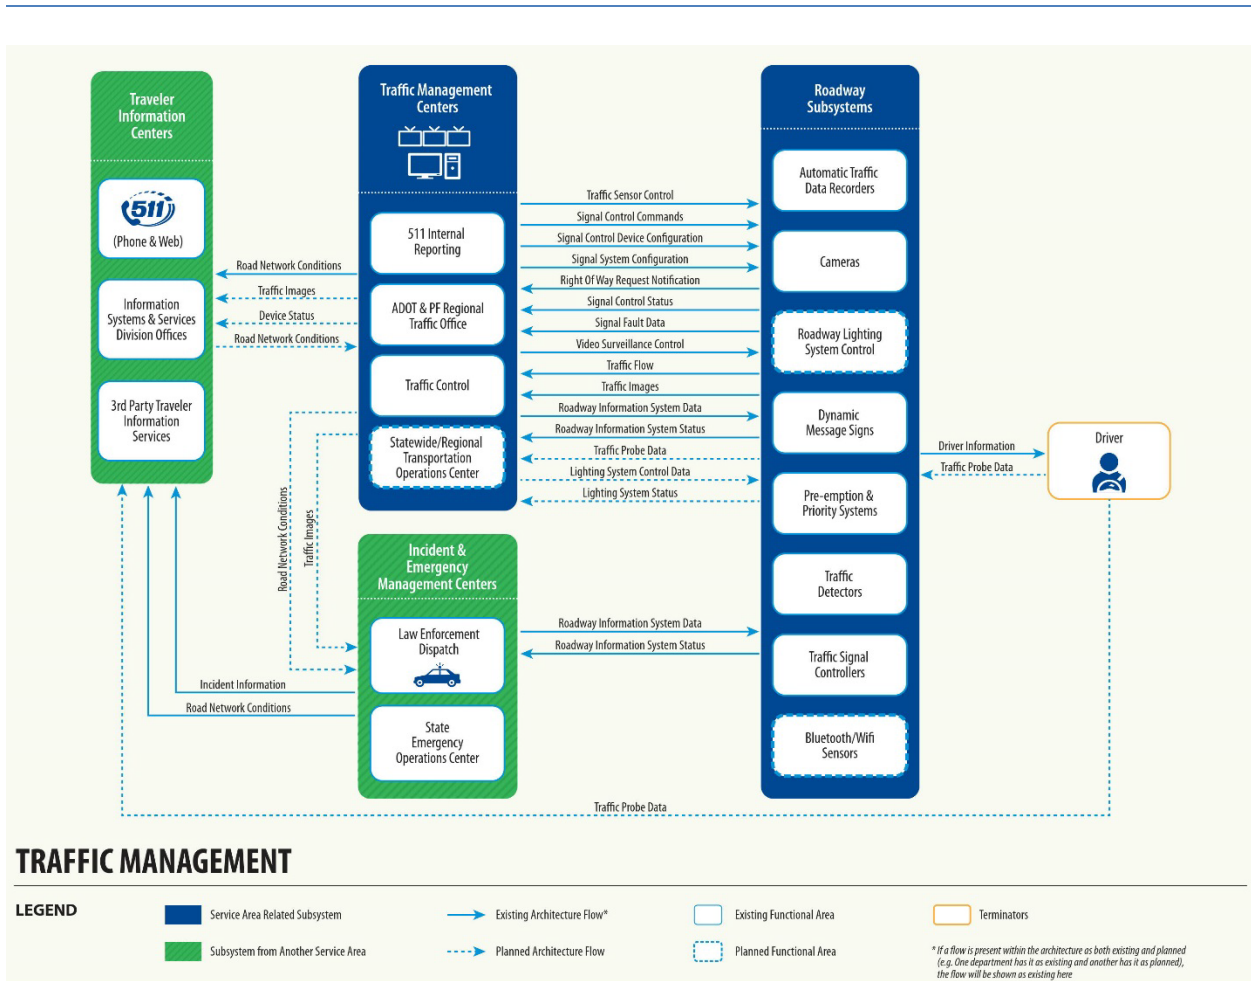 Traveler
Information
Centers
511
(Phone & Web)
Information
Systems & Services
Division Offices
3rd Party Traveler
Information
Services
Road Network Conditions
Traffic Images
Device Status
Road Network Conditions
Traffic Management
Centers
511 Internal
Reporting
ADOT & PF Regional
Traffic Office
Traffic Control
Statewide/Regional
Transportation
Operations Center
Traffic Sensor Control
Signal Control Commands
Signal Control Device Configuration
Signal System Configuration
Right Of Way Request Notification
Signal Control Status
Signal Fault Data
Video Surveillance Control
Traffic Flow
Traffic Images
Roadway Information System Data
Roadway Information System Status
Traffic Probe Data
Lighting System Control Data
Lighting System Status
Roadway
Subsystems
Automatic Traffic
Data Recorders
Cameras
Roadway Lighting
System Control
Dynamic
Message Signs
Pre-emption &
Priority Systems
Traffic
Detectors
Traffic Signal
Controllers
Bluetooth/Wifi
Sensors
Driver Information
Traffic Probe Data
Driver
Road Network Conditions
Traffic Images
Incident &
Emergency
Management Centers
Law Enforcement
Dispatch
State
Emergency
Operations Center
Roadway Information System Data
Roadway Information System Status
Incident Information
Road Network Conditions
Traffic Probe Data
TRAFFIC MANAGEMENT
LEGEND
Service Area Related Subsystem
Subsystem from Another Service Area
Existing Architecture Flow*
Planned Architecture Flow
Existing Functional Area
Planned Functional Area
Terminators
* If a flow is present within the architecture as both existing and planned
(e.g. One department has it as existing and another has it as planned),
the flow will be shown as existing here